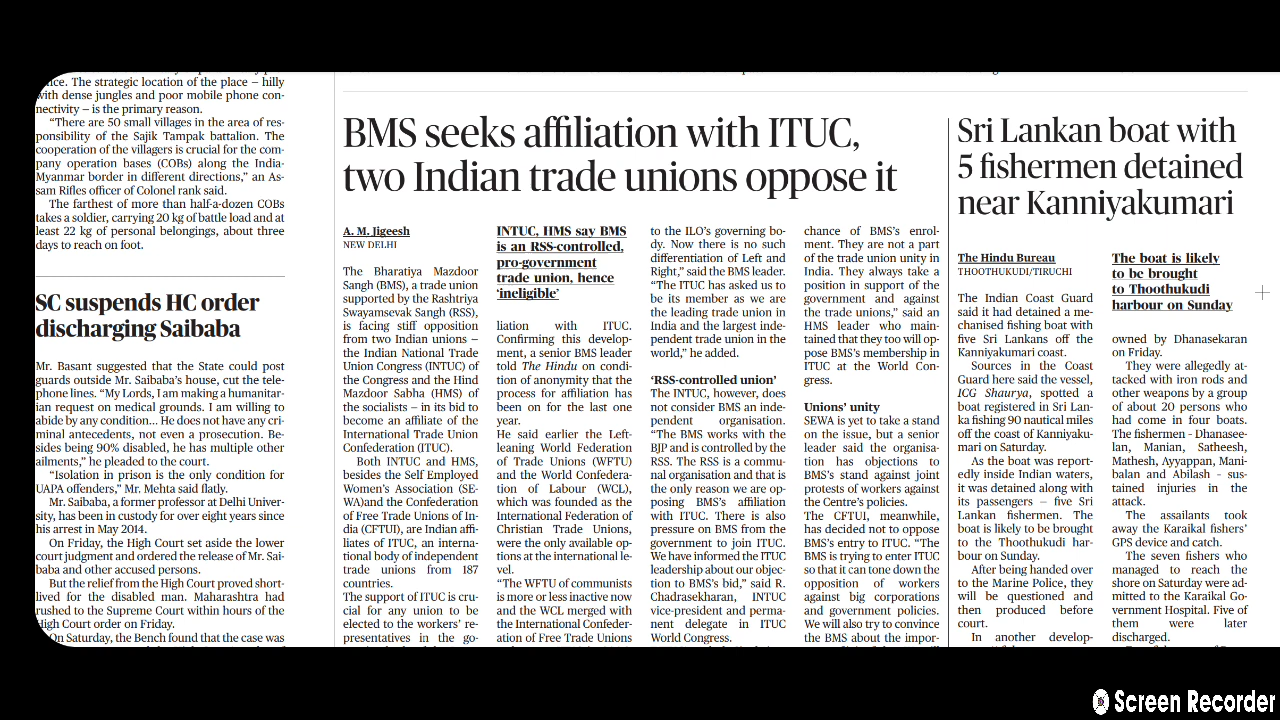 nce. The strategic location of the place – hilly
with dense jungles and poor mobile phone con-
nectivity – is the primary reason.
“There are 50 small villages in the area of res-
ponsibility of the Sajik Tampak battalion. The
cooperation of the villagers is crucial for the com-
pany operation bases (COBs) along the India-
Myanmar border in different directions,” an As-
sam Rifles officer of Colonel rank said.
The farthest of more than half-a-dozen COBs
takes a soldier, carrying 20 kg of battle load and at
least 22 kg of personal belongings, about three
days to reach on foot.
SC suspends HC order
discharging Saibaba
Mr. Basant suggested that the State could post
guards outside Mr. Saibaba’s house, cut the tele-
phone lines. “My Lords, I am making a humanitar-
ian request on medical grounds. I am willing to
abide by any condition... He does not have any cri-
minal antecedents, not even a prosecution. Be-
sides being 90% disabled, he has multiple other
ailments,” he pleaded to the court.
“Isolation in prison is the only condition for
UAPA offenders,” Mr. Mehta said flatly.
Mr. Saibaba, a former professor at Delhi Univer-
sity, has been in custody for over eight years since
his arrest in May 2014.
On Friday, the High Court set aside the lower
court judgment and ordered the release of Mr. Sai-
baba and other accused persons.
But the relief from the High Court proved short-
lived for the disabled man. Maharashtra had
rushed to the Supreme Court within hours of the
High Court order on Friday.
On Saturday, the Bench found that the case was
BMS seeks affiliation with ITUC,
two Indian trade unions oppose it
A. M. Jigeesh
NEW DELHI
The Bharatiya Mazdoor
Sangh (BMS), a trade union
supported by the Rashtriya
Swayamsevak Sangh (RSS),
is facing stiff opposition
from two Indian unions –
the Indian National Trade
Union Congress (INTUC) of
the Congress and the Hind
Mazdoor Sabha (HMS) of
the socialists – in its bid to
become an affiliate of the
International Trade Union
Confederation (ITUC).
Both INTUC and HMS,
besides the Self Employed
Women’s Association (SE-
WA)and the Confederation
of Free Trade Unions of In-
dia (CFTUI), are Indian affi-
liates of ITUC, an interna-
tional body of independent
trade unions from 187
countries.
The support of ITUC is cru-
cial for any union to be
elected to the workers’ re-
presentatives in the go-
INTUC, HMS say BMS
is an RSS-controlled,
pro-government
trade union, hence
‘ineligible’
liation with ITUC.
Confirming this develop-
ment, a senior BMS leader
told The Hindu on condi-
tion of anonymity that the
process for affiliation has
been on for the last one
year.
He said earlier the Left-
leaning World Federation
of Trade Unions (WFTU)
and the World Confedera-
tion of Labour (WCL),
which was founded as the
International Federation of
Christian Trade Unions,
were the only available op-
tions at the international le-
vel.
“The WFTU of communists
is more or less inactive now
and the WCL merged with
the International Confeder-
ation of Free Trade Unions
to the ILO’s governing bo-
dy. Now there is no such
differentiation of Left and
Right,” said the BMS leader.
“The ITUC has asked us to
be its member as we are
the leading trade union in
India and the largest inde-
pendent trade union in the
world,” he added.
‘RSS-controlled union’
The INTUC, however, does
not consider BMS an inde-
pendent organisation.
“The BMS works with the
BJP and is controlled by the
RSS. The RSS is a commu-
nal organisation and that is
the only reason we are op-
posing BMS’s affiliation
with ITUC. There is also
pressure on BMS from the
government to join ITUC.
We have informed the ITUC
leadership about our objec-
tion to BMS’s bid,” said R.
Chadrasekharan, INTUC
vice-president and perma-
nent delegate in ITUC
World Congress.
chance of BMS’s enrol-
ment. They are not a part
of the trade union unity in
India. They always take a
position in support of the
government and against
the trade unions,” said an
HMS leader who main-
tained that they too will op-
pose BMS’s membership in
ITUC at the World Con-
gress.
Unions’ unity
SEWA is yet to take a stand
on the issue, but a senior
leader said the organisa-
tion has objections to
BMS’s stand against joint
protests of workers against
the Centre’s policies.
The CFTUI, meanwhile,
has decided not to oppose
BMS’s entry to ITUC. “The
BMS is trying to enter ITUC
so that it can tone down the
opposition of workers
against big corporations
and government policies.
We will also try to convince
the BMS about the impor-
Sri Lankan boat with
5 fishermen detained
near Kanniyakumari
The Hindu Bureau
THOOTHUKUDI/TIRUCHI
The Indian Coast Guard
said it had detained a me-
chanised fishing boat with
five Sri Lankans off the
Kanniyakumari coast.
Sources in the Coast
Guard here said the vessel,
ICG Shaurya, spotted a
boat registered in Sri Lan-
ka fishing 90 nautical miles
off the coast of Kanniyaku-
mari on Saturday.
As the boat was report-
edly inside Indian waters,
it was detained along with
its passengers – five Sri
Lankan fishermen. The
boat is likely to be brought
to the Thoothukudi har-
bour on Sunday.
After being handed over
to the Marine Police, they
will be questioned and
then produced before
court.
In another develop-
The boat is likely
to be brought
to Thoothukudi
harbour on Sunday
owned by Dhanasekaran
on Friday.
They were allegedly at-
tacked with iron rods and
other weapons by a group
of about 20 persons who
had come in four boats.
The fishermen - Dhanasee-
lan, Manian, Satheesh,
Mathesh, Ayyappan, Mani-
balan and Abilash - sus-
tained injuries in the
attack.
The assailants took
away the Karaikal fishers’
GPS device and catch.
The seven fishers who
managed to reach the
shore on Saturday were ad-
mitted to the Karaikal Go-
vernment Hospital. Five of
them were later
discharged.
Screen Recorder